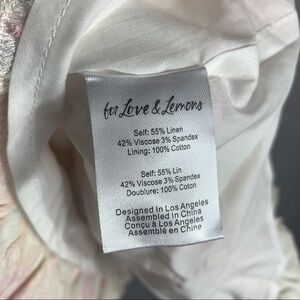 for Love & Lemons
Self: 55% Linen
42% Viscose 3% Spandex
Lining: 100% Cotton
Self: 55% Lin
42% Viscose 3% Spandex
Doublure: 100% Cotton
Designed in Los Angeles
Assembled in China
Conçu à Los Angeles
Assemblé en Chine